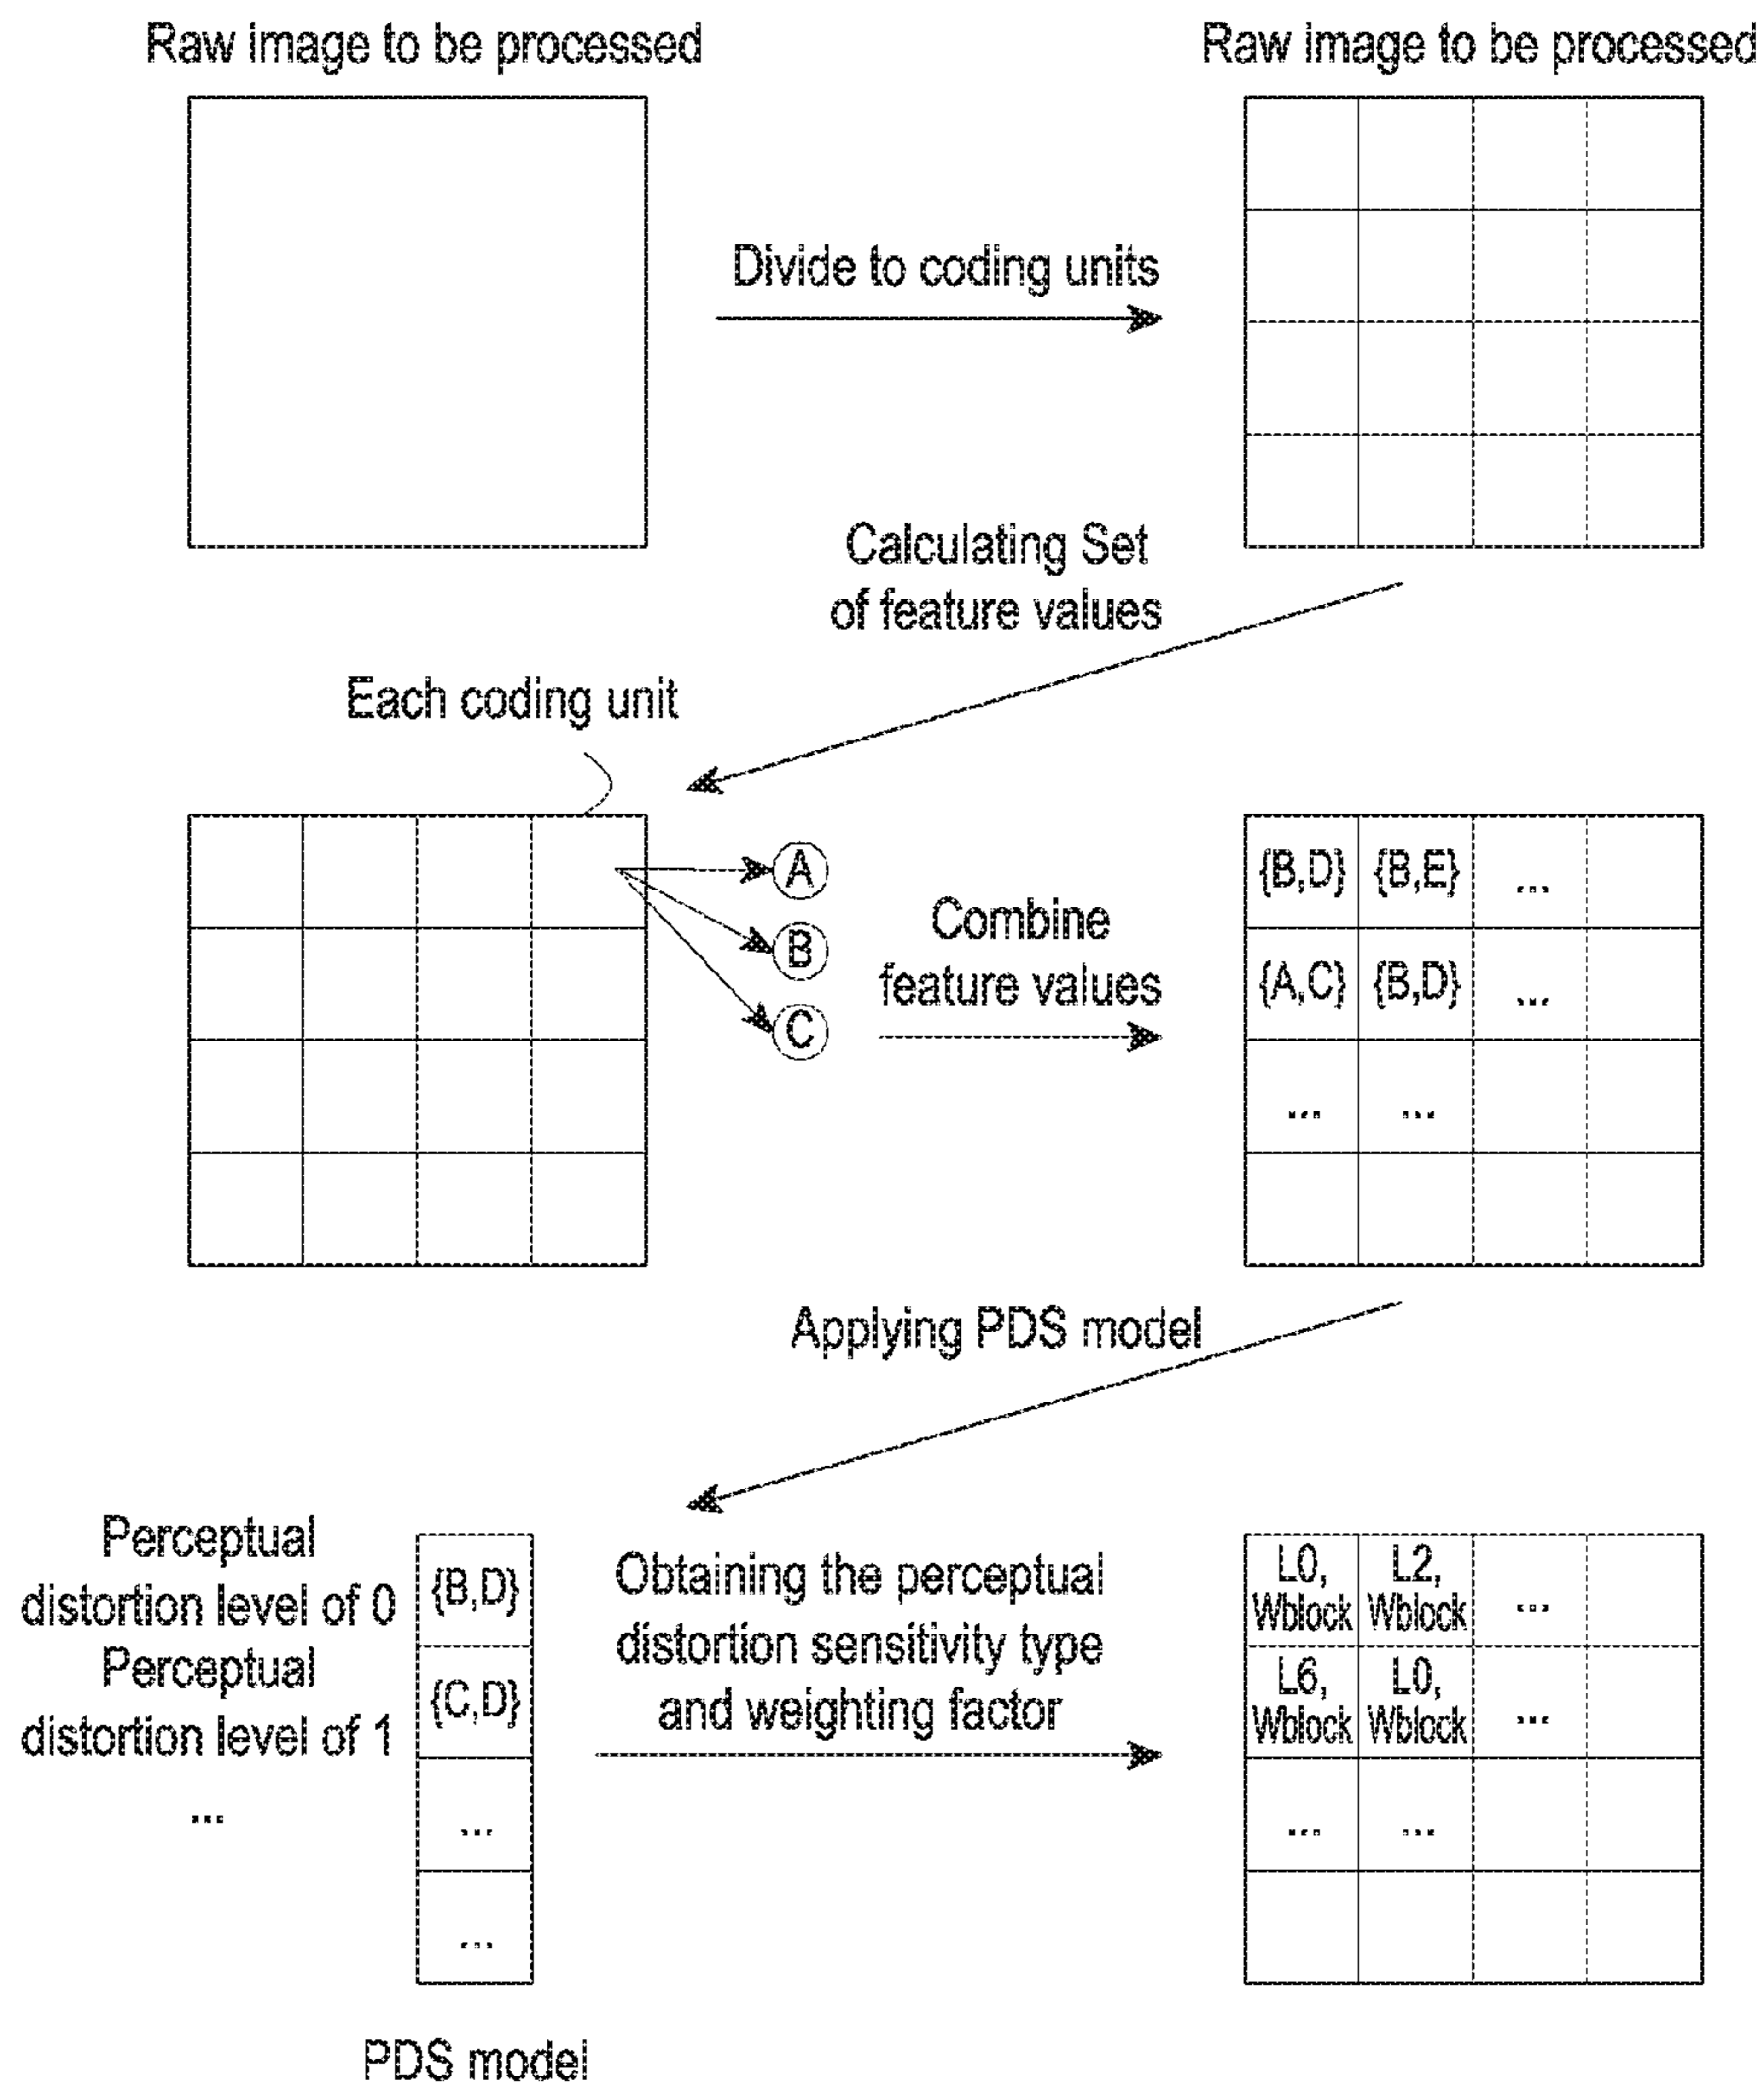 Raw image to be processed
Raw image to be processed
Divide to coding units
Calculating Set
of feature values
Each coding unit
A
B
C
Combine
feature values
{B,D} {B,E} ...
{A,C} {B,D} ...
... ...
Applying PDS model
Perceptual
distortion level of 0
Perceptual
distortion level of 1
...
{B,D}
{C,D}
...
...
PDS model
Obtaining the perceptual
distortion sensitivity type
and weighting factor
L0, L2,
Wblock Wblock ...
L6, L0,
Wblock Wblock ...
... ...